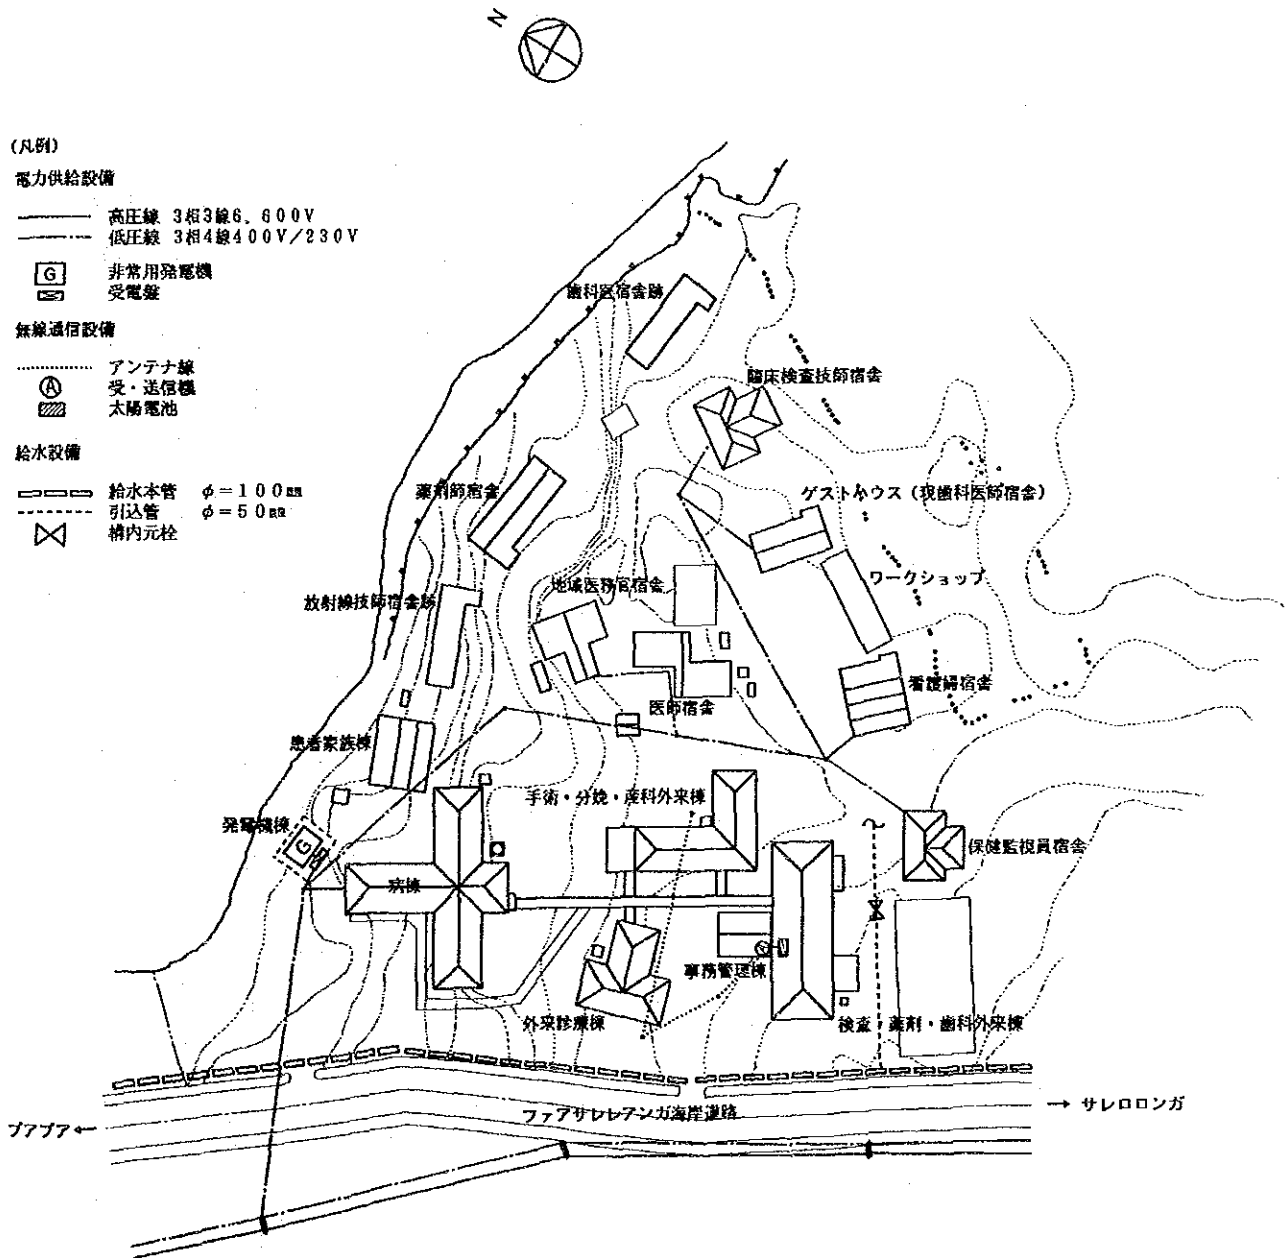 N
(凡例)
電力供給設備
高圧線 3相3線6,600V
低圧線 3相4線400V/230V
G 非常用発電機
受電盤
無線通信設備
アンテナ線
A 受・送信機
太陽電池
給水設備
給水本管 φ=100mm
引込管 φ=50mm
構内元栓
歯科医宿舎跡
臨床検査技師宿舎
薬剤師宿舎
ゲストハウス(現歯科医師宿舎)
ワークショップ
地域医務官宿舎
放射線技師宿舎跡
看護婦宿舎
医師宿舎
患者家族棟
手術・分娩・産科外来棟
発電機棟
G
保健監視員宿舎
病棟
事務管理棟
外来診療棟
検査・薬剤・歯科外来棟
ファアサレレアンガ海岸道路
→ サレロロンガ
プアプア←